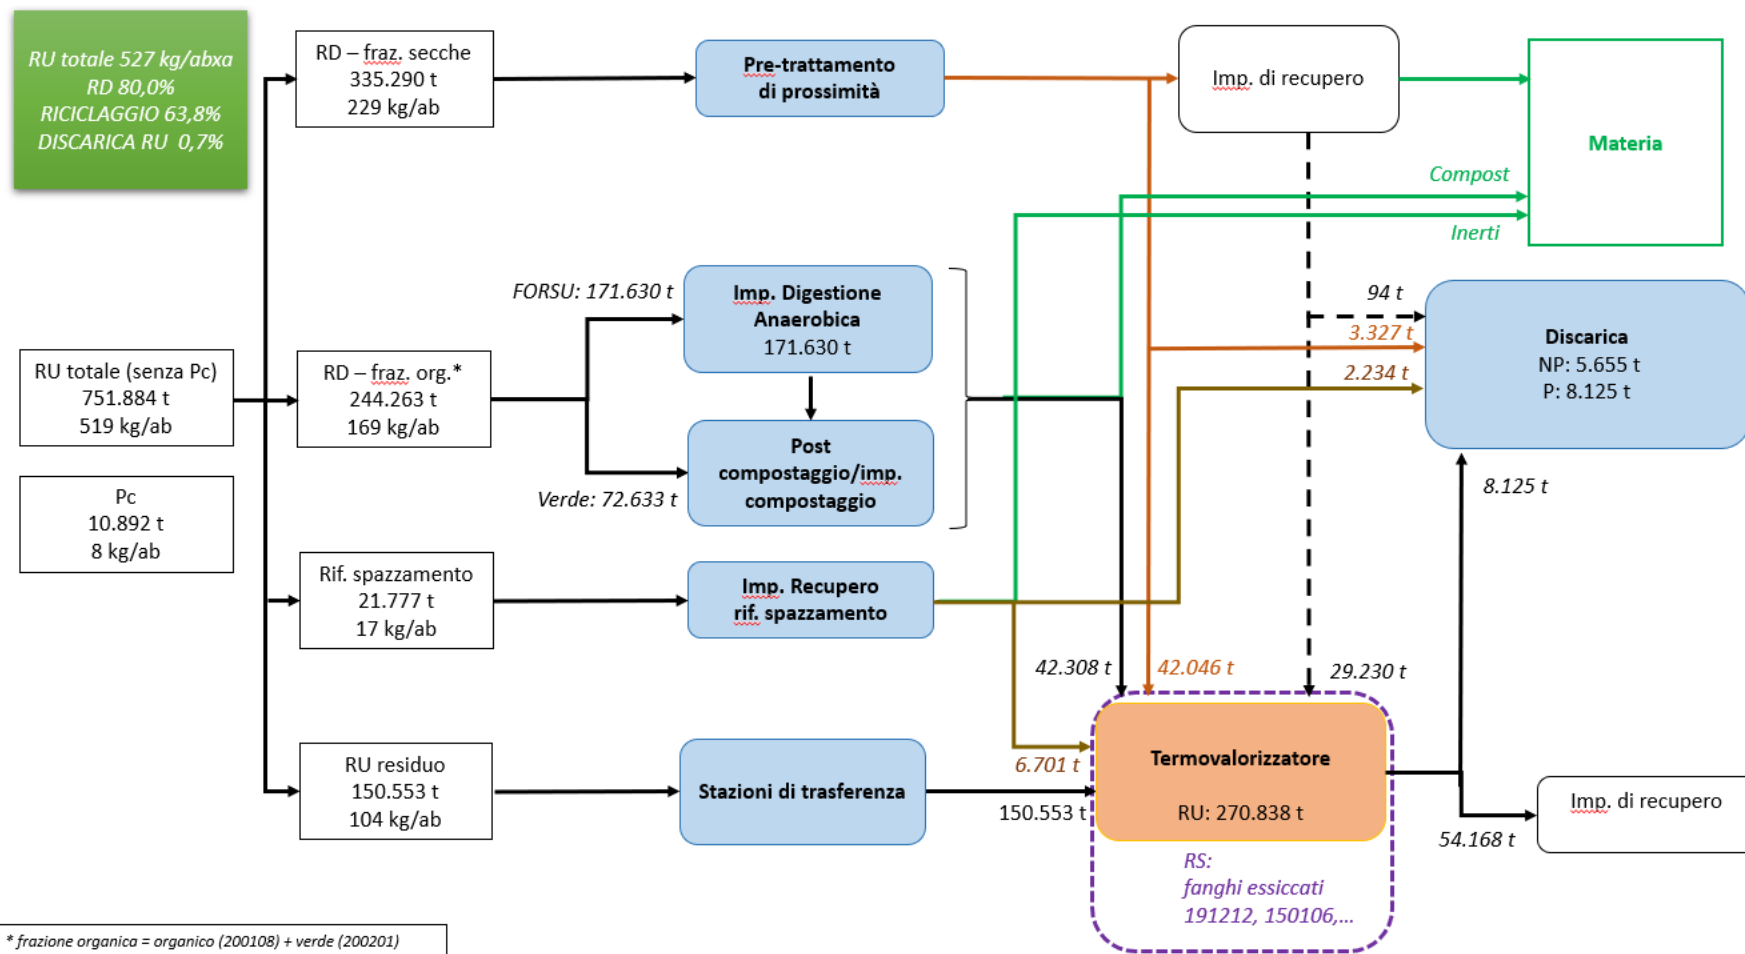 RU totale 527 kg/abxa
RD 80,0%
RICICLAGGIO 63,8%
DISCARICA RU 0,7%
RD – fraz. secche
335.290 t
229 kg/ab
Pre-trattamento
di prossimità
Imp. di recupero
Materia
Compost
Inerti
FORSU: 171.630 t
Imp. Digestione
Anaerobica
171.630 t
94 t
3.327 t
2.234 t
Discarica
NP: 5.655 t
P: 8.125 t
RU totale (senza Pc)
751.884 t
519 kg/ab
RD – fraz. org.*
244.263 t
169 kg/ab
Post
compostaggio/imp.
compostaggio
Verde: 72.633 t
8.125 t
Pc
10.892 t
8 kg/ab
Rif. spazzamento
21.777 t
17 kg/ab
Imp. Recupero
rif. spazzamento
42.308 t
42.046 t
29.230 t
RU residuo
150.553 t
104 kg/ab
Stazioni di trasferenza
6.701 t
150.553 t
Termovalorizzatore
RU: 270.838 t
Imp. di recupero
54.168 t
RS:
fanghi essiccati
191212, 150106,...
* frazione organica = organico (200108) + verde (200201)